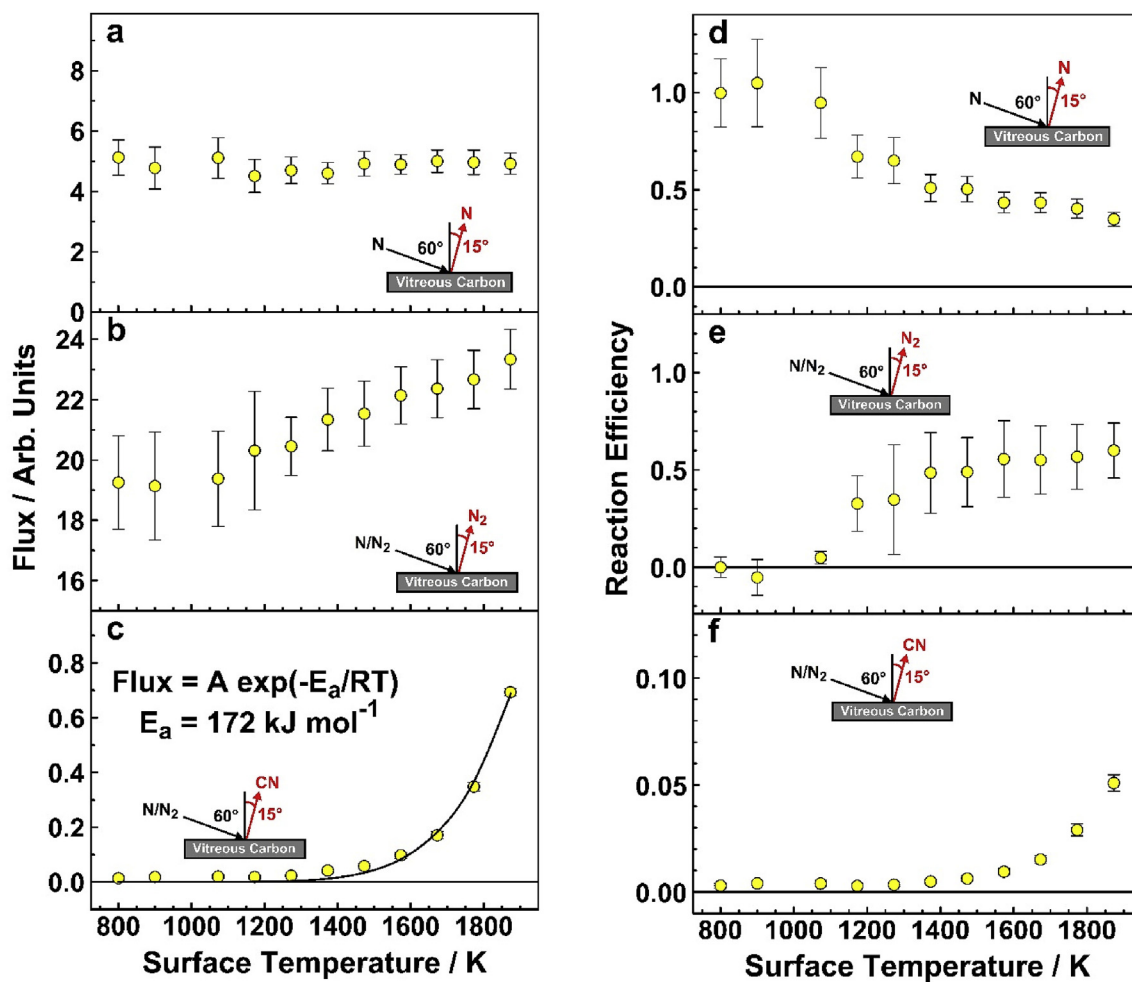 a
8
6
4
2
0
N
60°
N
15°
Vitreous Carbon
b
24
22
20
18
16
N/N₂
60°
N₂
15°
Vitreous Carbon
c
0.8
0.6
0.4
0.2
0.0
Flux = A exp(-Eₐ/RT)
Eₐ = 172 kJ mol⁻¹
CN
N/N₂
60°
15°
Vitreous Carbon
800 1000 1200 1400 1600 1800
Surface Temperature / K
Flux / Arb. Units
d
1.0
0.5
0.0
N
60°
N
15°
Vitreous Carbon
e
1.0
0.5
0.0
N₂
N/N₂
60°
15°
Vitreous Carbon
f
0.10
0.05
0.00
CN
N/N₂
60°
15°
Vitreous Carbon
800 1000 1200 1400 1600 1800
Surface Temperature / K
Reaction Efficiency